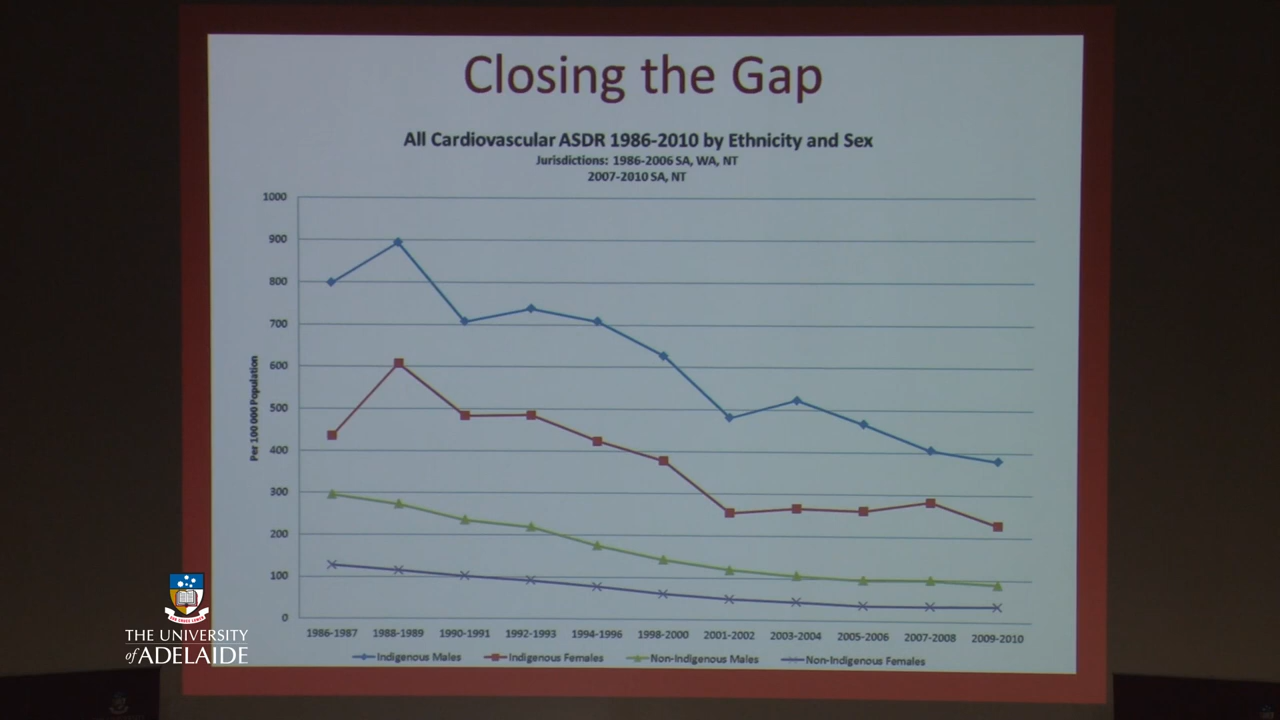 Closing the Gap
All Cardiovascular ASDR 1986-2010 by Ethnicity and Sex
Jurisdictions: 1986-2006 SA, WA, NT
2007-2010 SA, NT
1000
900
800
700
600
500
400
300
200
100
0
Per 100 000 Population
1986-1987 1988-1989 1990-1991 1992-1993 1994-1996 1998-2000 2001-2002 2003-2004 2005-2006 2007-2008 2009-2010
Indigenous Males Indigenous Females Non-Indigenous Males Non-Indigenous Females
THE UNIVERSITY
of ADELAIDE